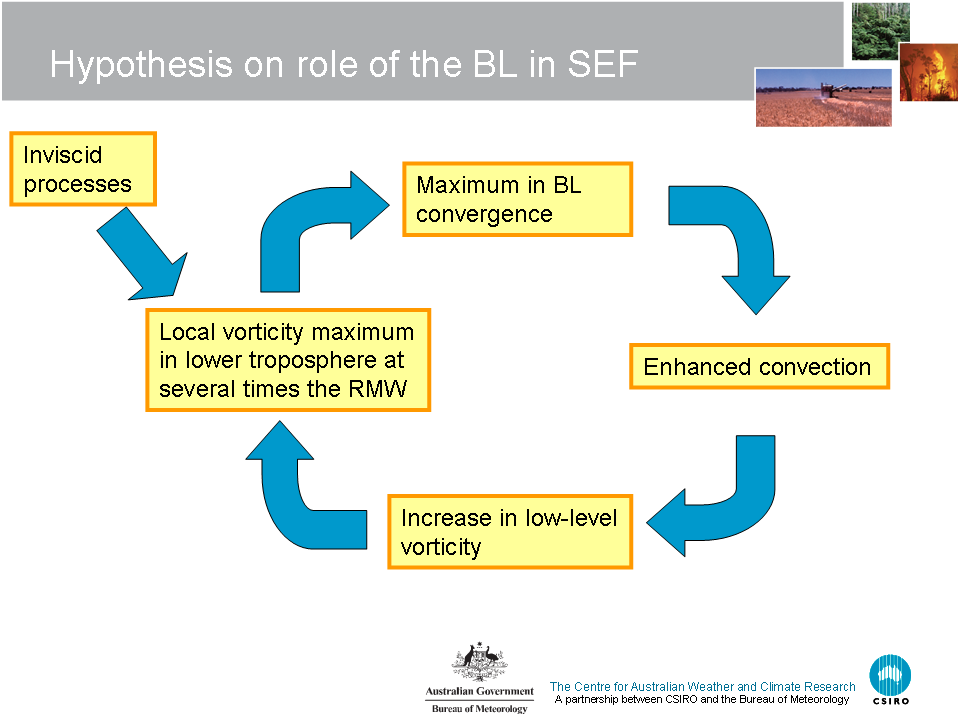 Hypothesis on role of the BL in SEF
Inviscid
processes
Maximum in BL
convergence
Local vorticity maximum
in lower troposphere at
several times the RMW
Enhanced convection
Increase in low-level
vorticity
Australian Government
Bureau of Meteorology
The Centre for Australian Weather and Climate Research
A partnership between CSIRO and the Bureau of Meteorology
CSIRO